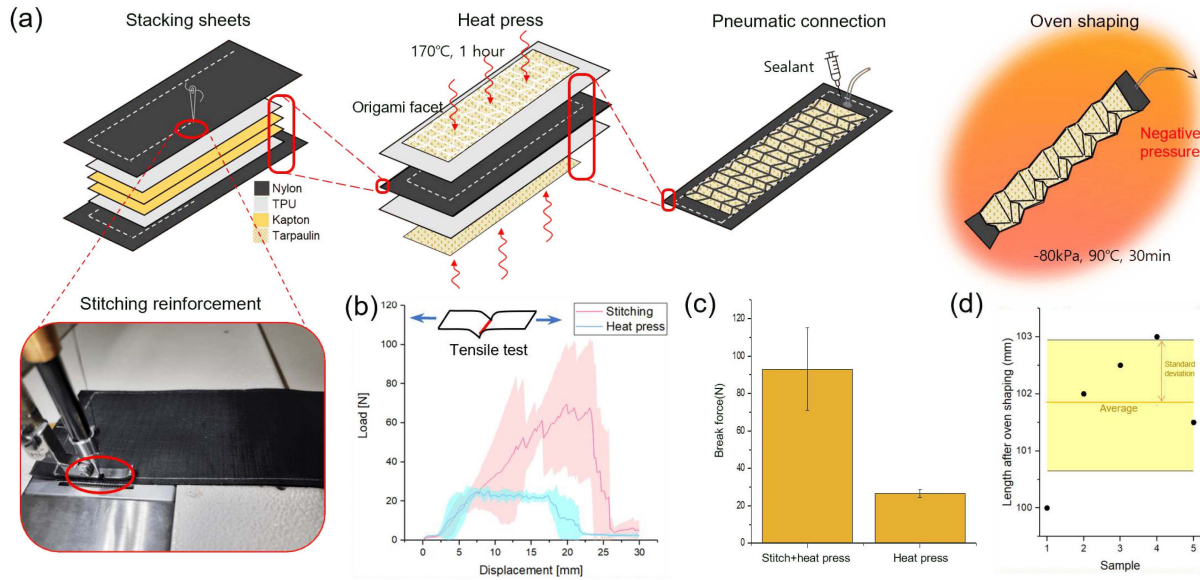 (a)
Stacking sheets
Heat press
Pneumatic connection
Oven shaping
170℃, 1 hour
Origami facet
Sealant
Negative
pressure
-80kPa, 90℃, 30min
Nylon
TPU
Kapton
Tarpaulin
Stitching reinforcement
(b)
Stitching
Heat press
Tensile test
Load [N]
120
100
80
60
40
20
0
0
5
10
15
20
25
30
Displacement [mm]
(c)
Break force(N)
120
100
80
60
40
20
0
Stitch+heat press
Heat press
(d)
Length after oven shaping (mm)
103
102
101
100
Standard
deviation
Average
1
2
3
4
5
Sample